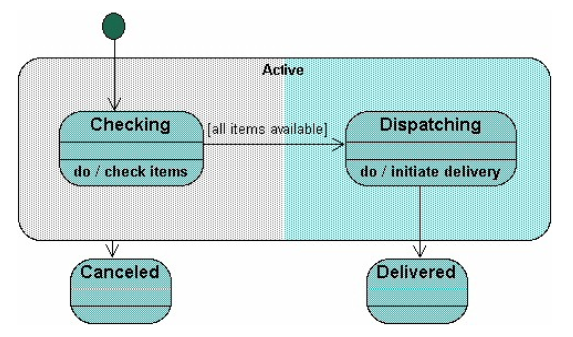 Active
Checking
[all items available]
Dispatching
do / check items
do / initiate delivery
Canceled
Delivered